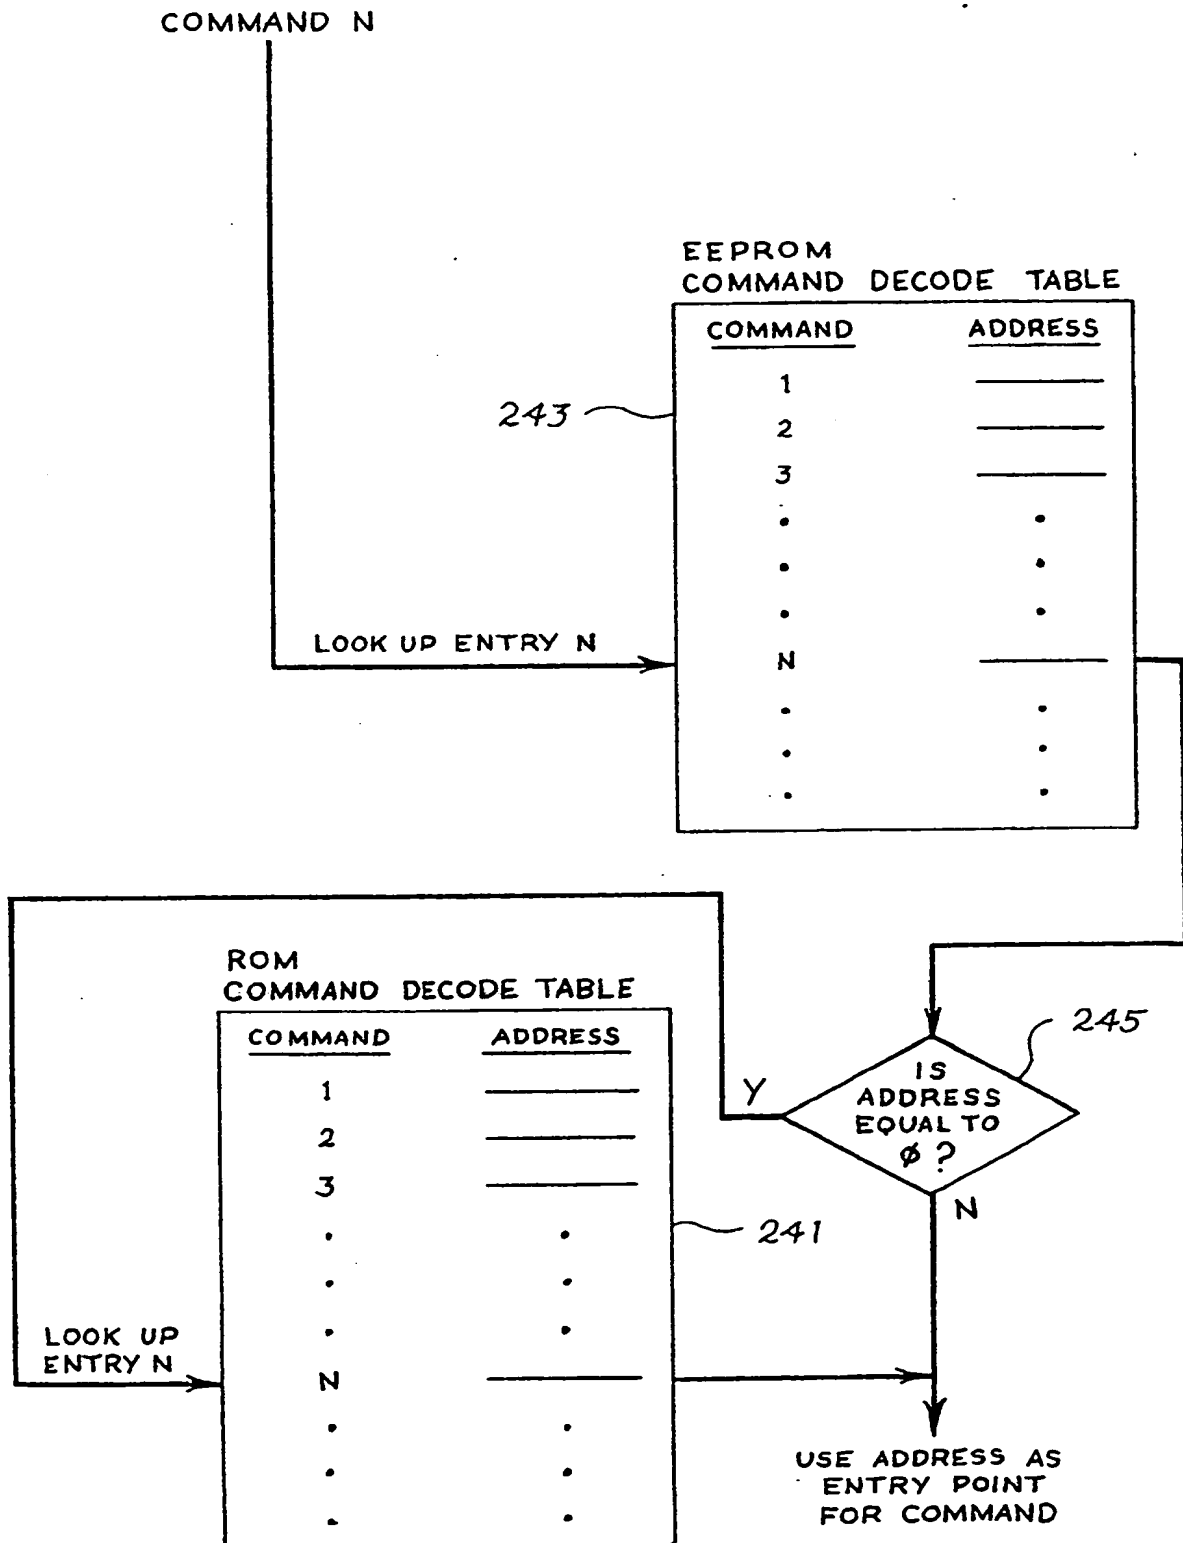 COMMAND N
EEPROM
COMMAND DECODE TABLE
COMMAND ADDRESS
1
243
2
3
LOOK UP ENTRY N
N
ROM
COMMAND DECODE TABLE
COMMAND ADDRESS
1
2
3
241
LOOK UP
ENTRY N
N
245
IS
ADDRESS
EQUAL TO
ø?
Y
N
USE ADDRESS AS
ENTRY POINT
FOR COMMAND